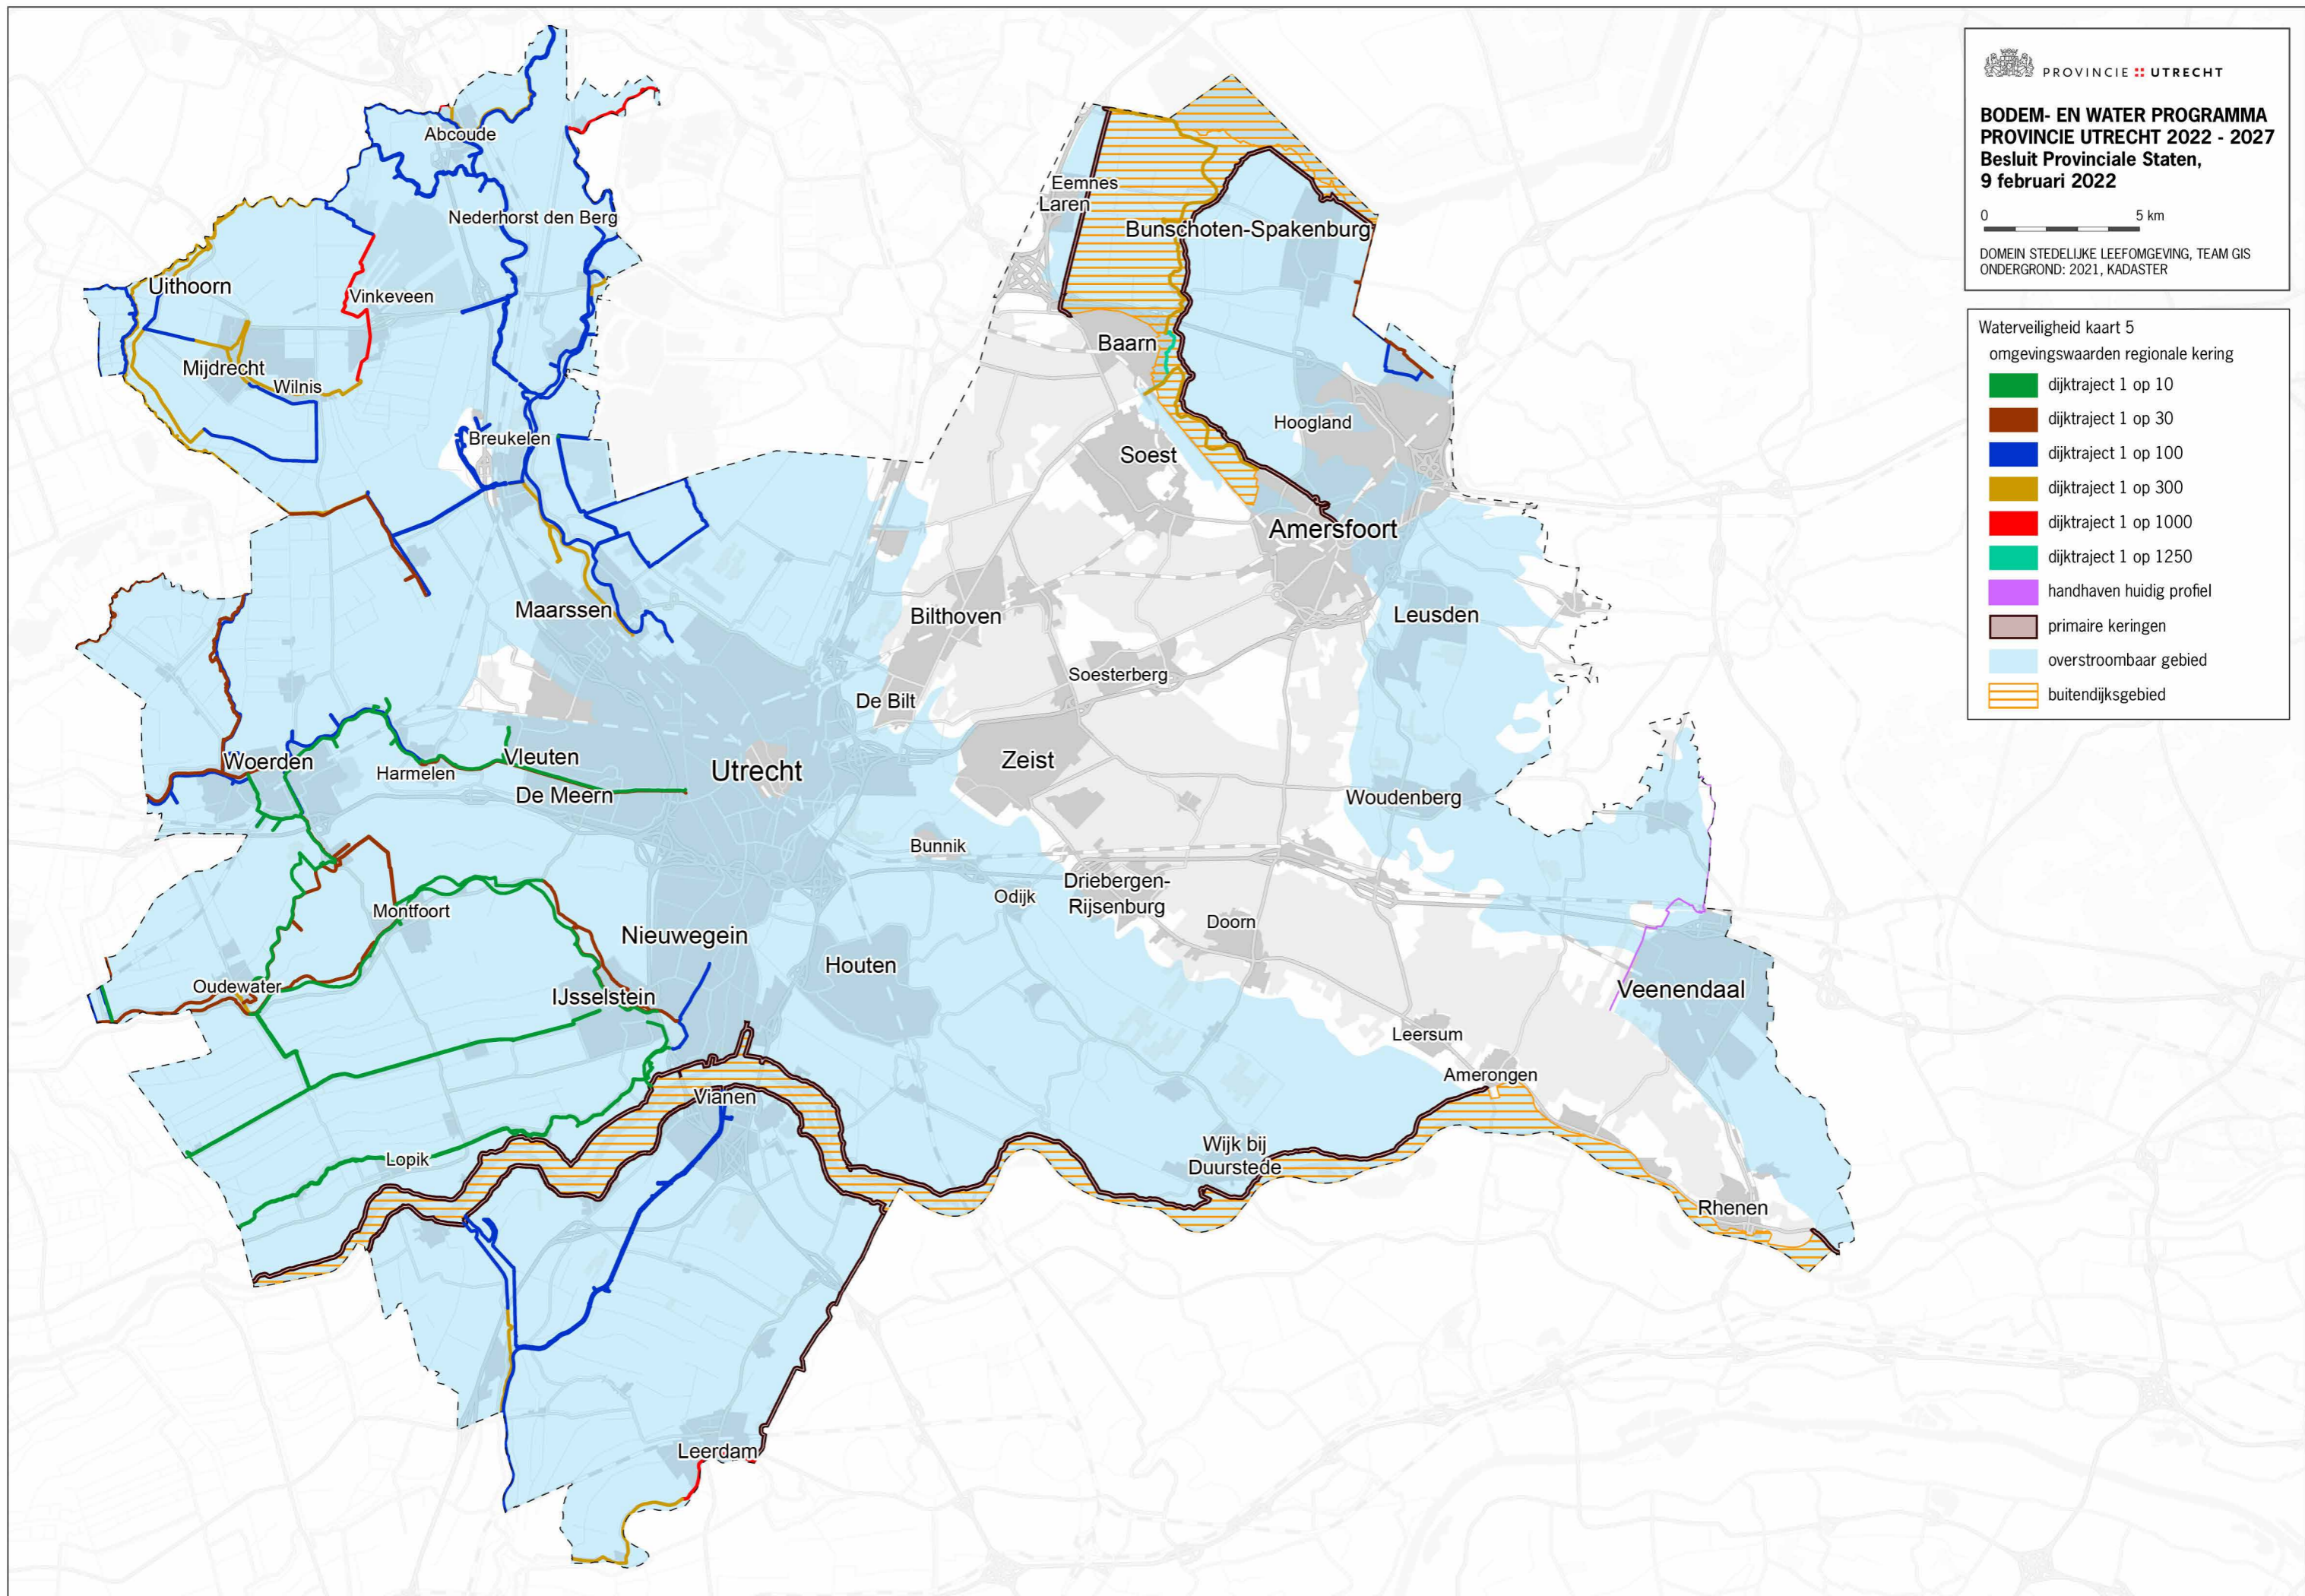 PROVINCIE UTRECHT
BODEM- EN WATER PROGRAMMA
PROVINCIE UTRECHT 2022 - 2027
Besluit Provinciale Staten,
9 februari 2022
0 5 km
DOMEIN STEDELIJKE LEEFOMGEVING, TEAM GIS
ONDERGROND: 2021, KADASTER
Waterveiligheid kaart 5
omgevingswaarden regionale kering
dijktraject 1 op 10
dijktraject 1 op 30
dijktraject 1 op 100
dijktraject 1 op 300
dijktraject 1 op 1000
dijktraject 1 op 1250
handhaven huidig profiel
primaire keringen
overstroombaar gebied
buitendijksgebied
Abcoude
Eemnes
Laren
Nederhorst den Berg
Bunschoten-Spakenburg
Uithoorn
Vinkeveen
Baarn
Mijdrecht
Wilnis
Hoogland
Breukelen
Soest
Amersfoort
Maarssen
Bilthoven
Leusden
Soesterberg
De Bilt
Woerden
Harmelen
Vleuten
Utrecht
Zeist
De Meern
Woudenberg
Bunnik
Driebergen-
Rijsenburg
Odijk
Montfoort
Doorn
Nieuwegein
Houten
Oudewater
IJsselstein
Veenendaal
Leersum
Amerongen
Vianen
Lopik
Wijk bij
Duurstede
Rhenen
Leerdam